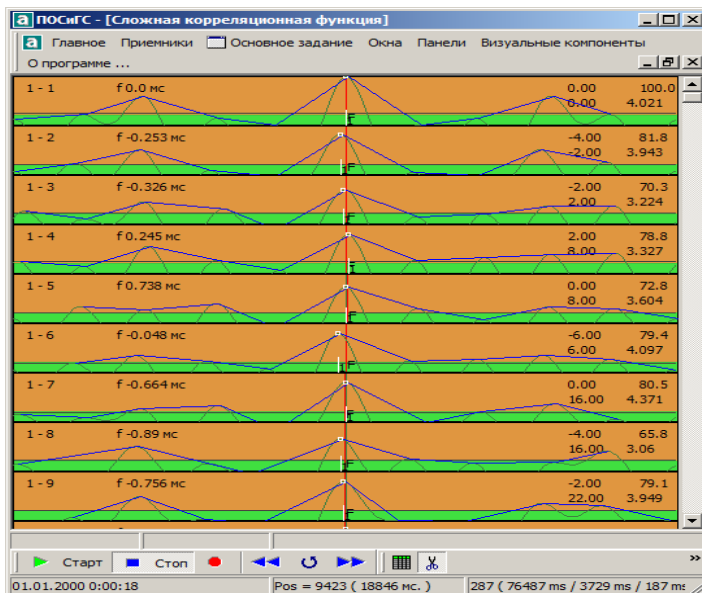 ПОСиГС - [Сложная корреляционная функция]
Главное Приемники Основное задание Окна Панели Визуальные компоненты
О программе ...
1 - 1 f 0.0 мс 0.00 100.0
0.00 4.021
F
1 - 2 f -0.253 мс -4.00 81.8
-2.00 3.943
F
1 - 3 f -0.326 мс -2.00 70.3
2.00 3.224
F
1 - 4 f 0.245 мс 2.00 78.8
8.00 3.327
1 - 5 f 0.738 мс 0.00 72.8
8.00 3.604
F
1 - 6 f -0.048 мс -6.00 79.4
6.00 4.097
F
1 - 7 f -0.664 мс 0.00 80.5
16.00 4.371
F
1 - 8 f -0.89 мс -4.00 65.8
16.00 3.06
F
1 - 9 f -0.756 мс -2.00 79.1
22.00 3.949
F
Старт Стоп »
01.01.2000 0:00:18 Pos = 9423 ( 18846 мс. ) 287 ( 76487 ms / 3729 ms / 187 ms